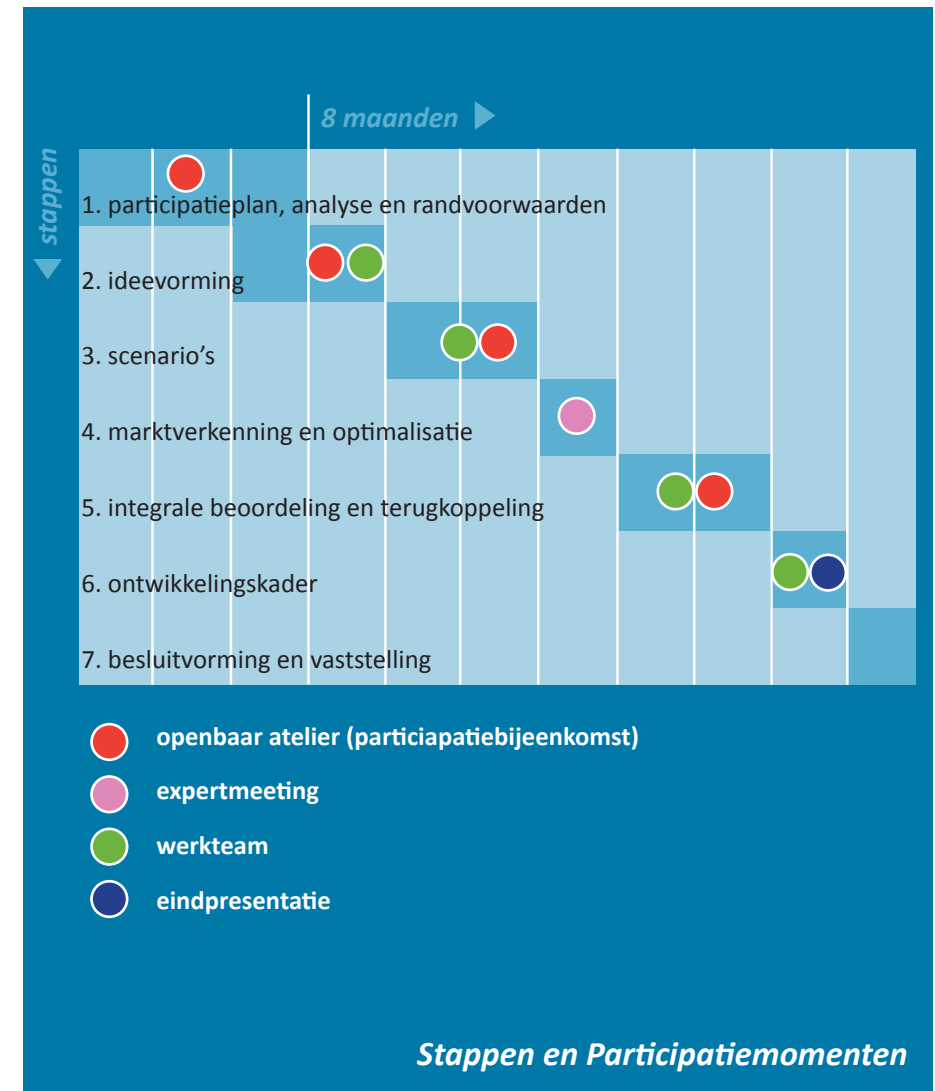 8 maanden
stappen
1. participatieplan, analyse en randvoorwaarden
2. ideevorming
3. scenario's
4. marktverkenning en optimalisatie
5. integrale beoordeling en terugkoppeling
6. ontwikkelingskader
7. besluitvorming en vaststelling
openbaar atelier (particiapatiebijeenkomst)
expertmeeting
werkteam
eindpresentatie
Stappen en Participatiemomenten